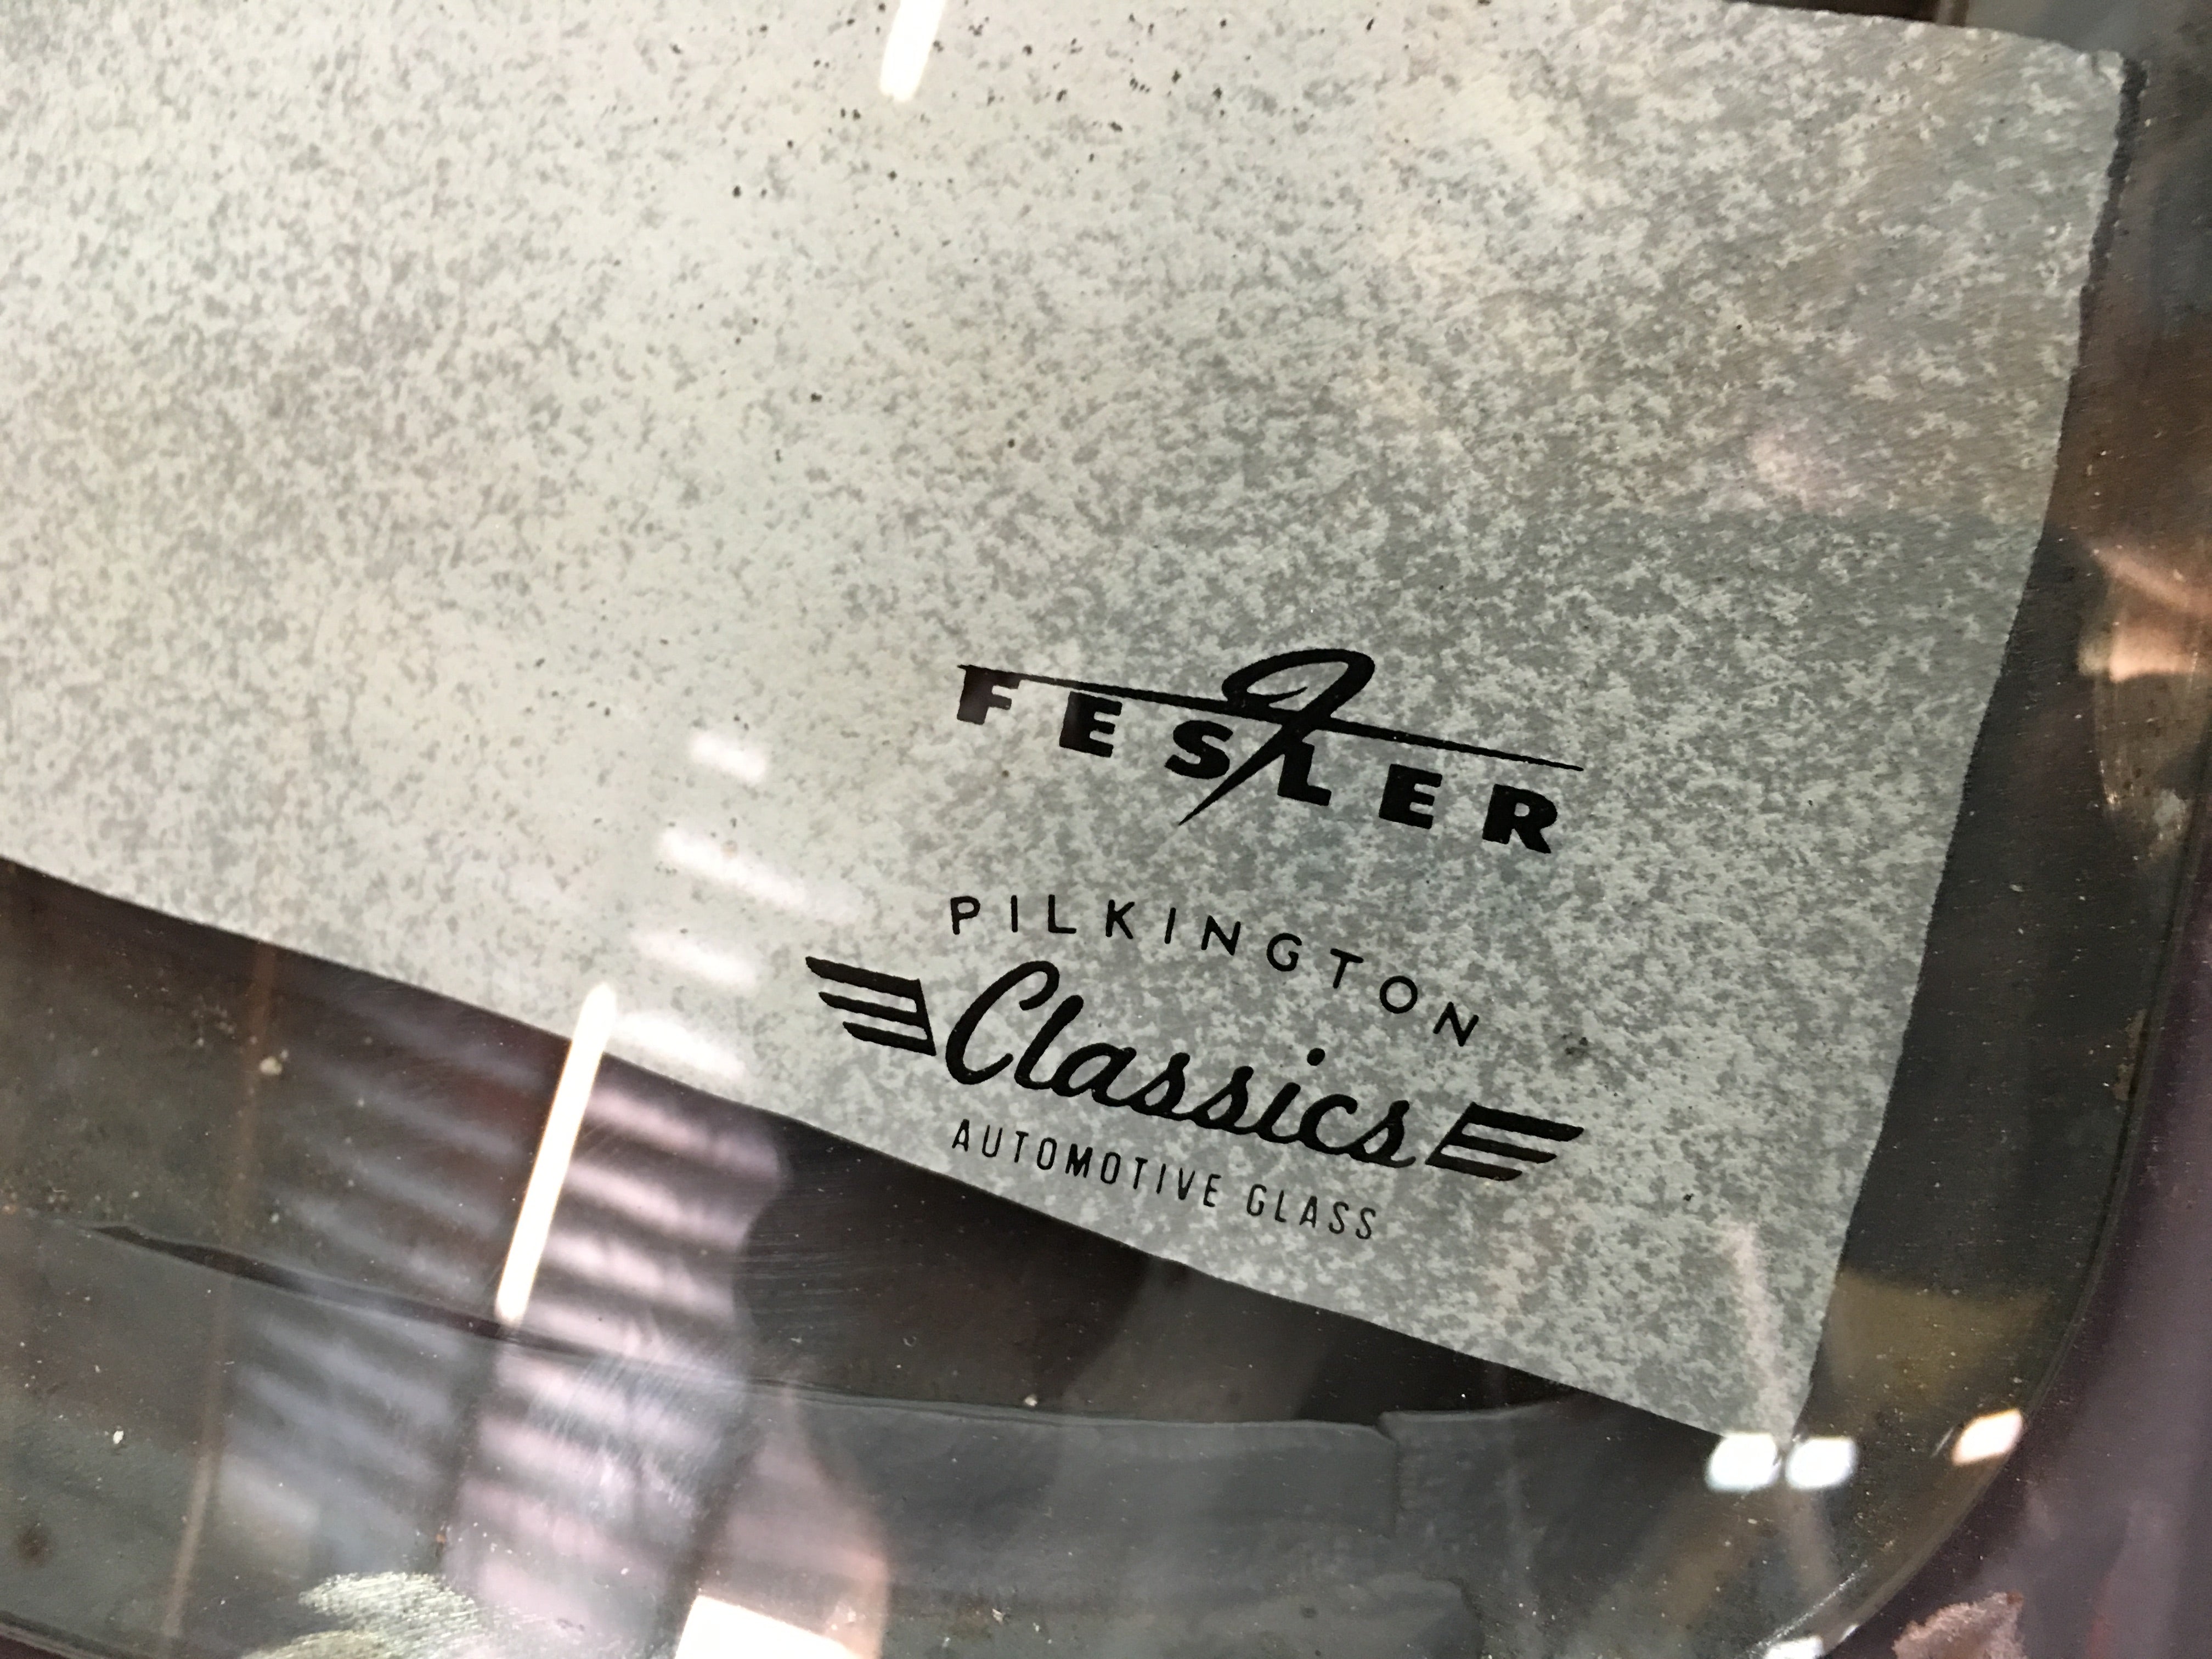 FESLER
PILKINGTON
Classics
AUTOMOTIVE GLASS